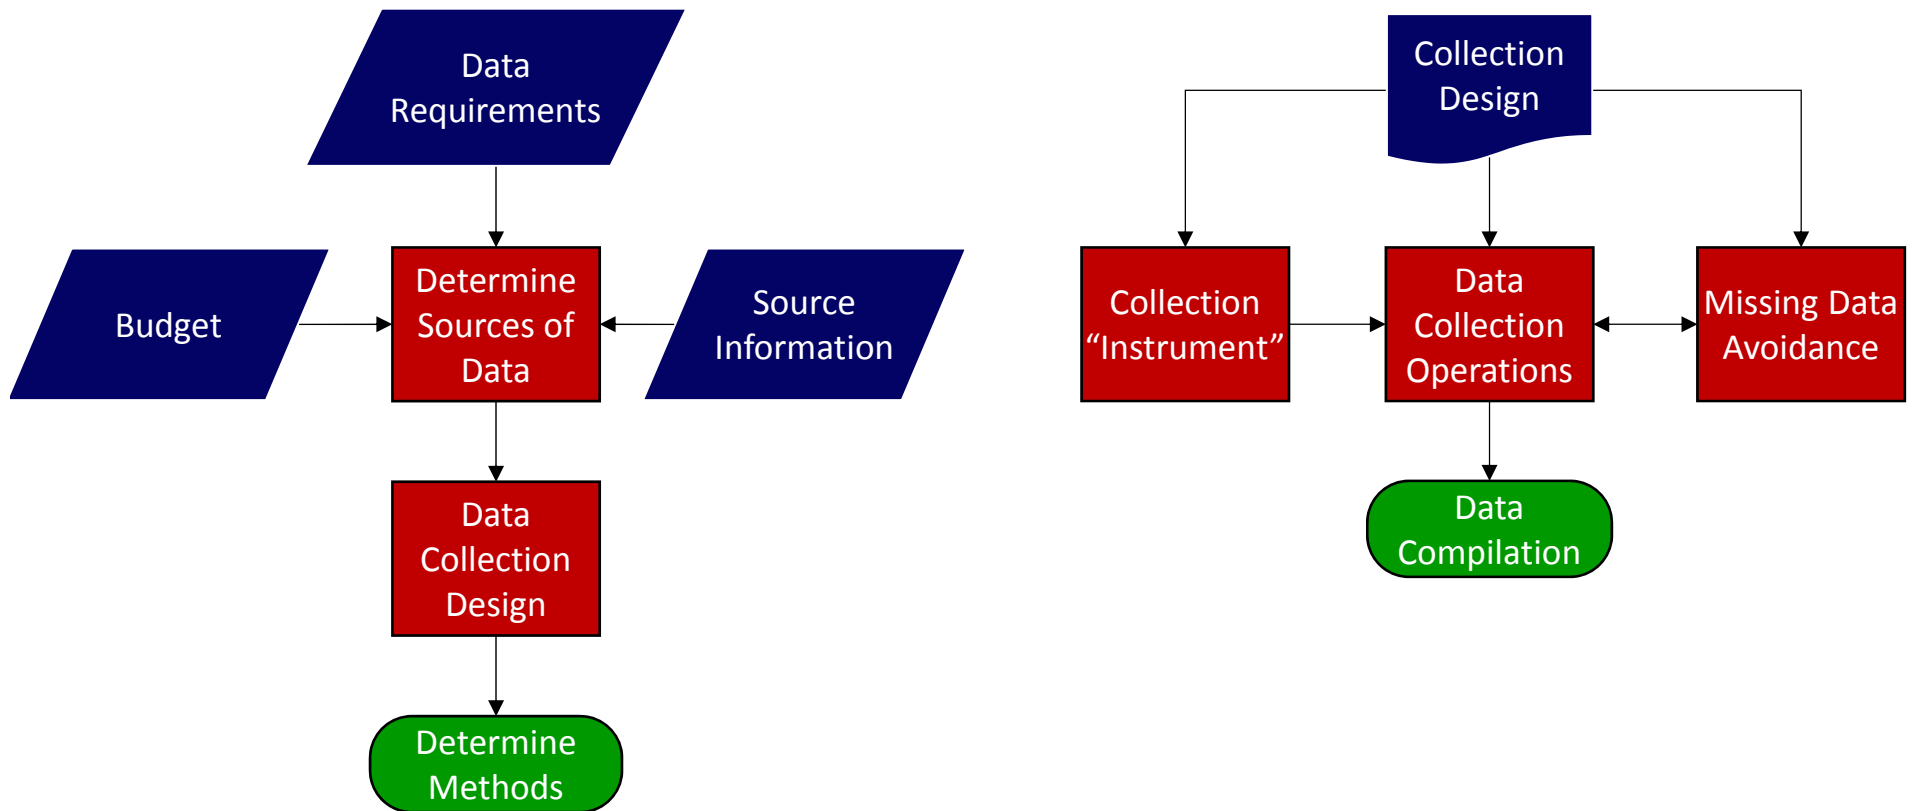 Data
Requirements
Budget
Determine
Sources of
Data
Source
Information
Data
Collection
Design
Determine
Methods
Collection
Design
Collection
“Instrument”
Data
Collection
Operations
Missing Data
Avoidance
Data
Compilation